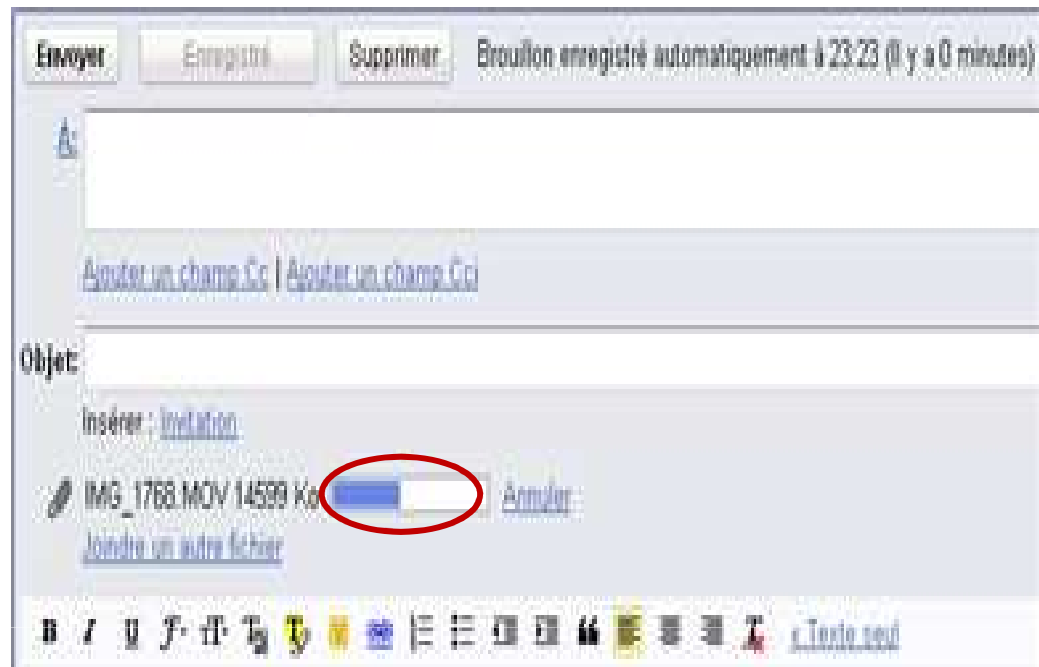 Envoyer Enregistré Supprimer Brouillon enregistré automatiquement à 23:23 (Il y a 0 minutes)
À:
Ajouter un champ Cc | Ajouter un champ Cci
Objet:
Insérer : Invitation
IMG_1768.MOV 14599 Ko Annuler
Joindre un autre fichier
B I U « Texte seul